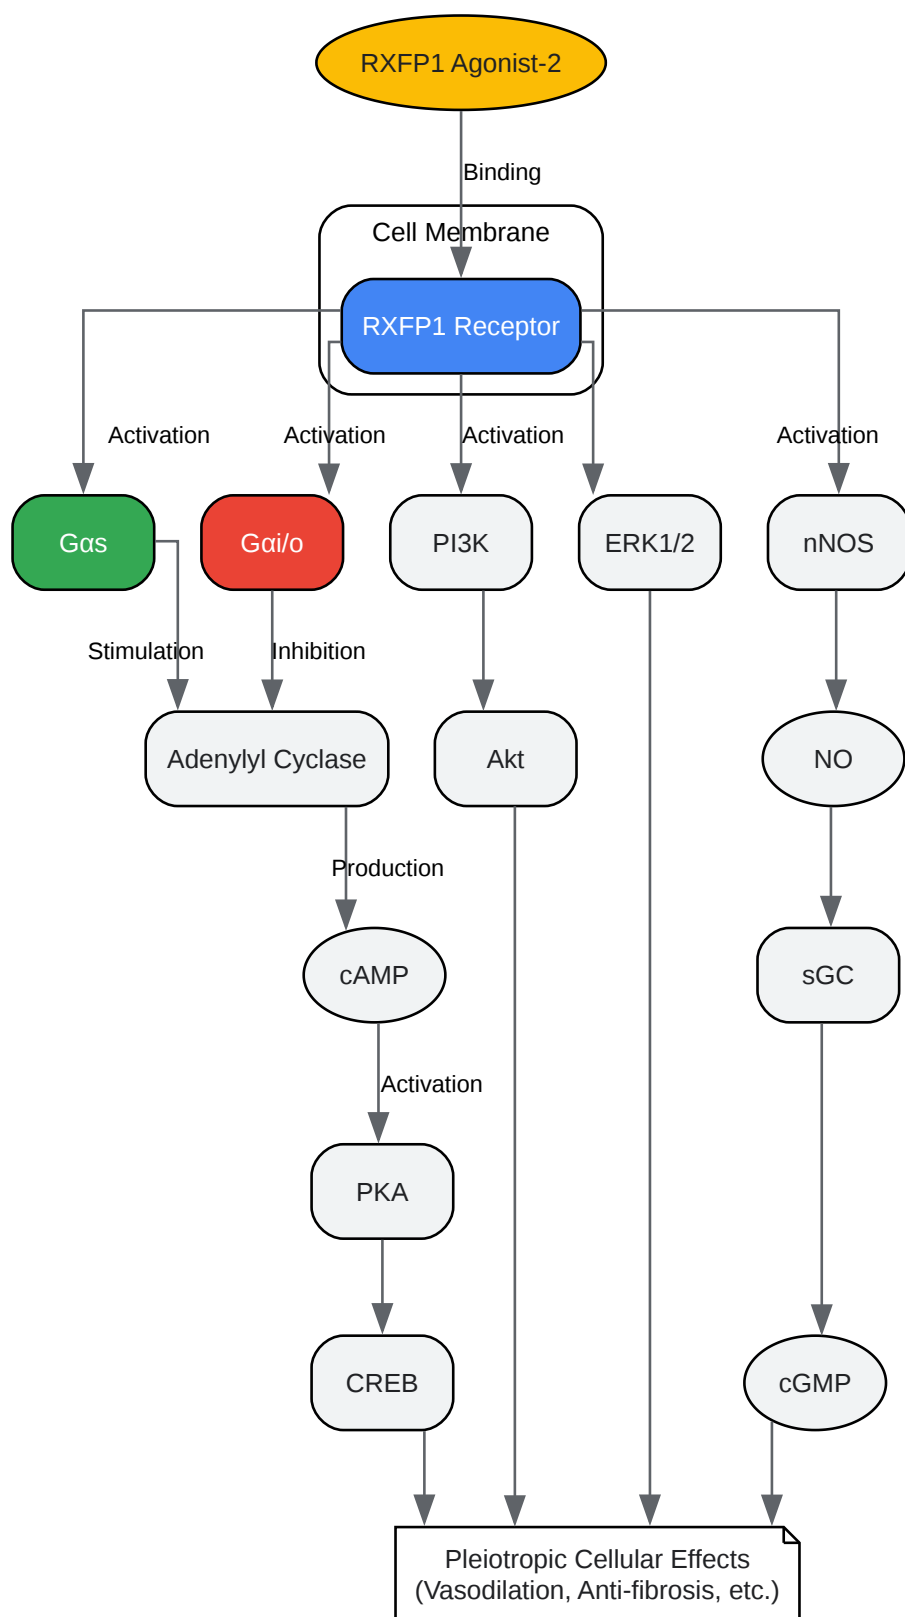 RXFP1 Agonist-2
Binding
Cell Membrane
RXFP1 Receptor
Activation
Activation
Activation
Activation
Gαs
Gαi/o
PI3K
ERK1/2
nNOS
Stimulation
Inhibition
Adenylyl Cyclase
Akt
NO
Production
cAMP
sGC
Activation
PKA
CREB
cGMP
Pleiotropic Cellular Effects
(Vasodilation, Anti-fibrosis, etc.)